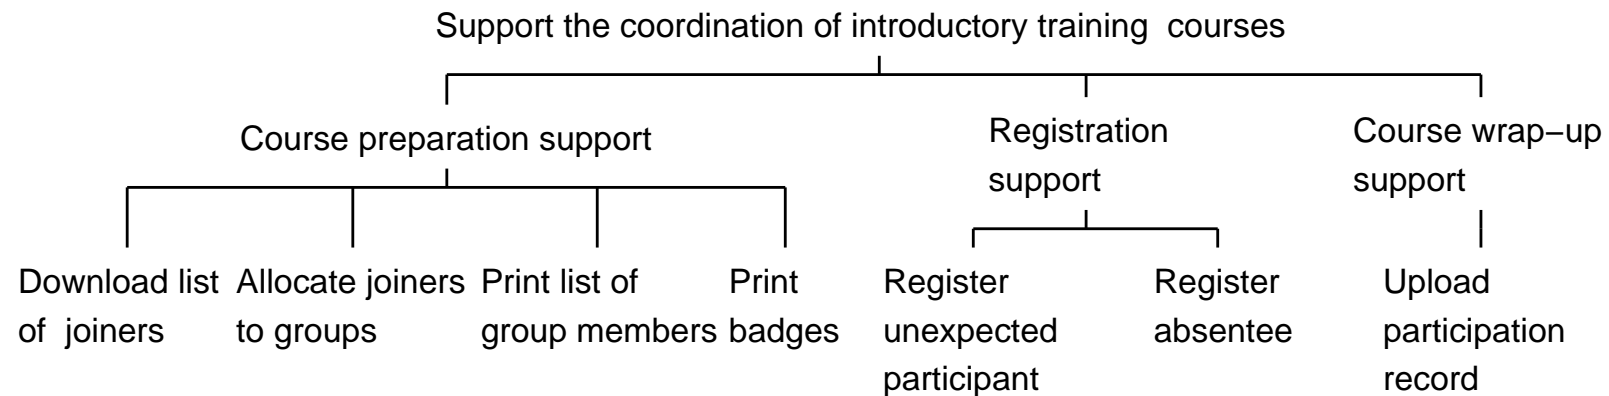 Support the coordination of introductory training courses
Course preparation support
Registration
support
Course wrap−up
support
Download list
of joiners
Allocate joiners
to groups
Print list of
group members
Print
badges
Register
unexpected
participant
Register
absentee
Upload
participation
record